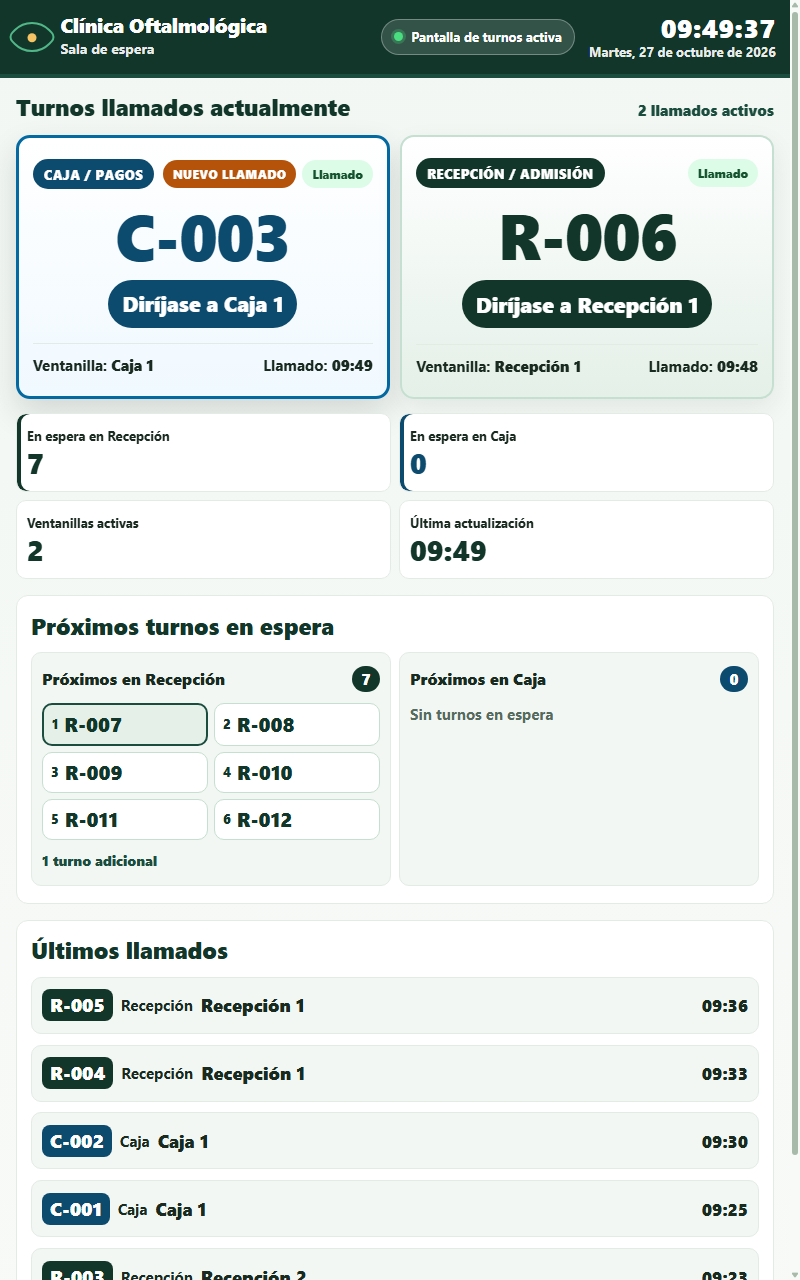 Clínica Oftalmológica
Sala de espera
Pantalla de turnos activa
09:49:37
Martes, 27 de octubre de 2026
Turnos llamados actualmente
2 llamados activos
CAJA / PAGOS
NUEVO LLAMADO
Llamado
C-003
Diríjase a Caja 1
Ventanilla: Caja 1
Llamado: 09:49
RECEPCIÓN / ADMISIÓN
Llamado
R-006
Diríjase a Recepción 1
Ventanilla: Recepción 1
Llamado: 09:48
En espera en Recepción
7
En espera en Caja
0
Ventanillas activas
2
Última actualización
09:49
Próximos turnos en espera
Próximos en Recepción 7
1 R-007
2 R-008
3 R-009
4 R-010
5 R-011
6 R-012
1 turno adicional
Próximos en Caja 0
Sin turnos en espera
Últimos llamados
R-005 Recepción Recepción 1 09:36
R-004 Recepción Recepción 1 09:33
C-002 Caja Caja 1 09:30
C-001 Caja Caja 1 09:25
R-003 Recepción Recepción 2 09:23